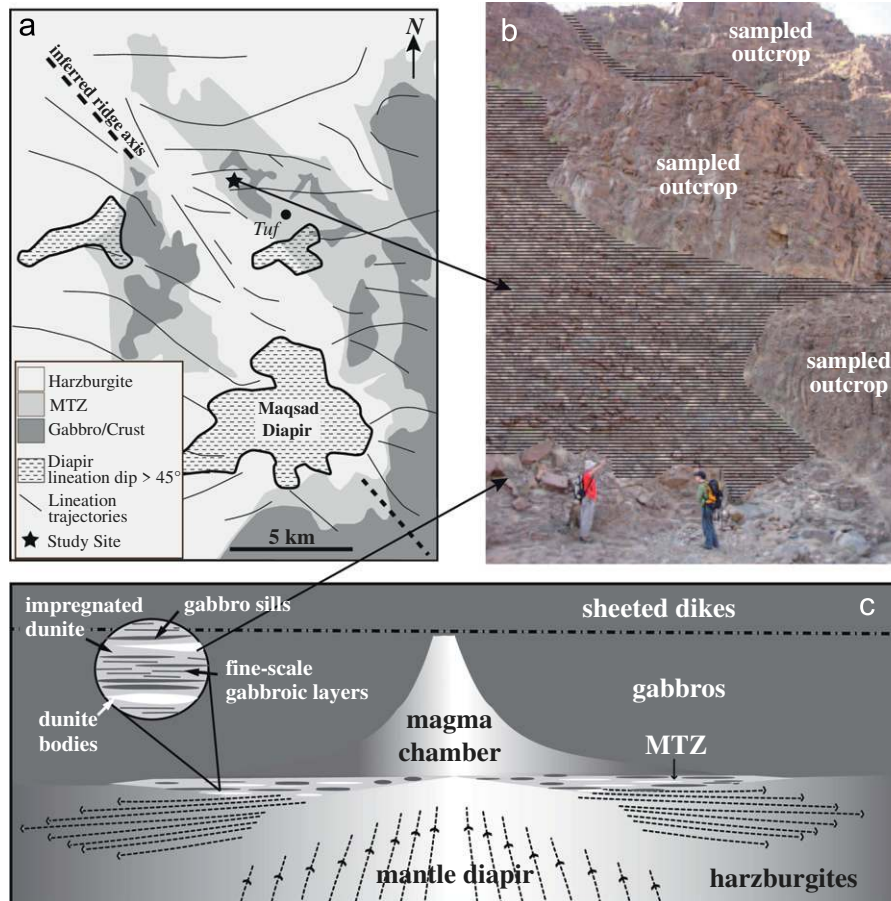 a
N
inferred ridge axis
Tuf
Maqsad
Diapir
Harzburgite
MTZ
Gabbro/Crust
Diapir
lineation dip > 45°
Lineation
trajectories
Study Site
5 km
b
sampled
outcrop
sampled
outcrop
sampled
outcrop
c
sheeted dikes
impregnated
dunite
gabbro sills
fine-scale
gabbroic layers
dunite
bodies
gabbros
magma
chamber
MTZ
mantle diapir
harzburgites